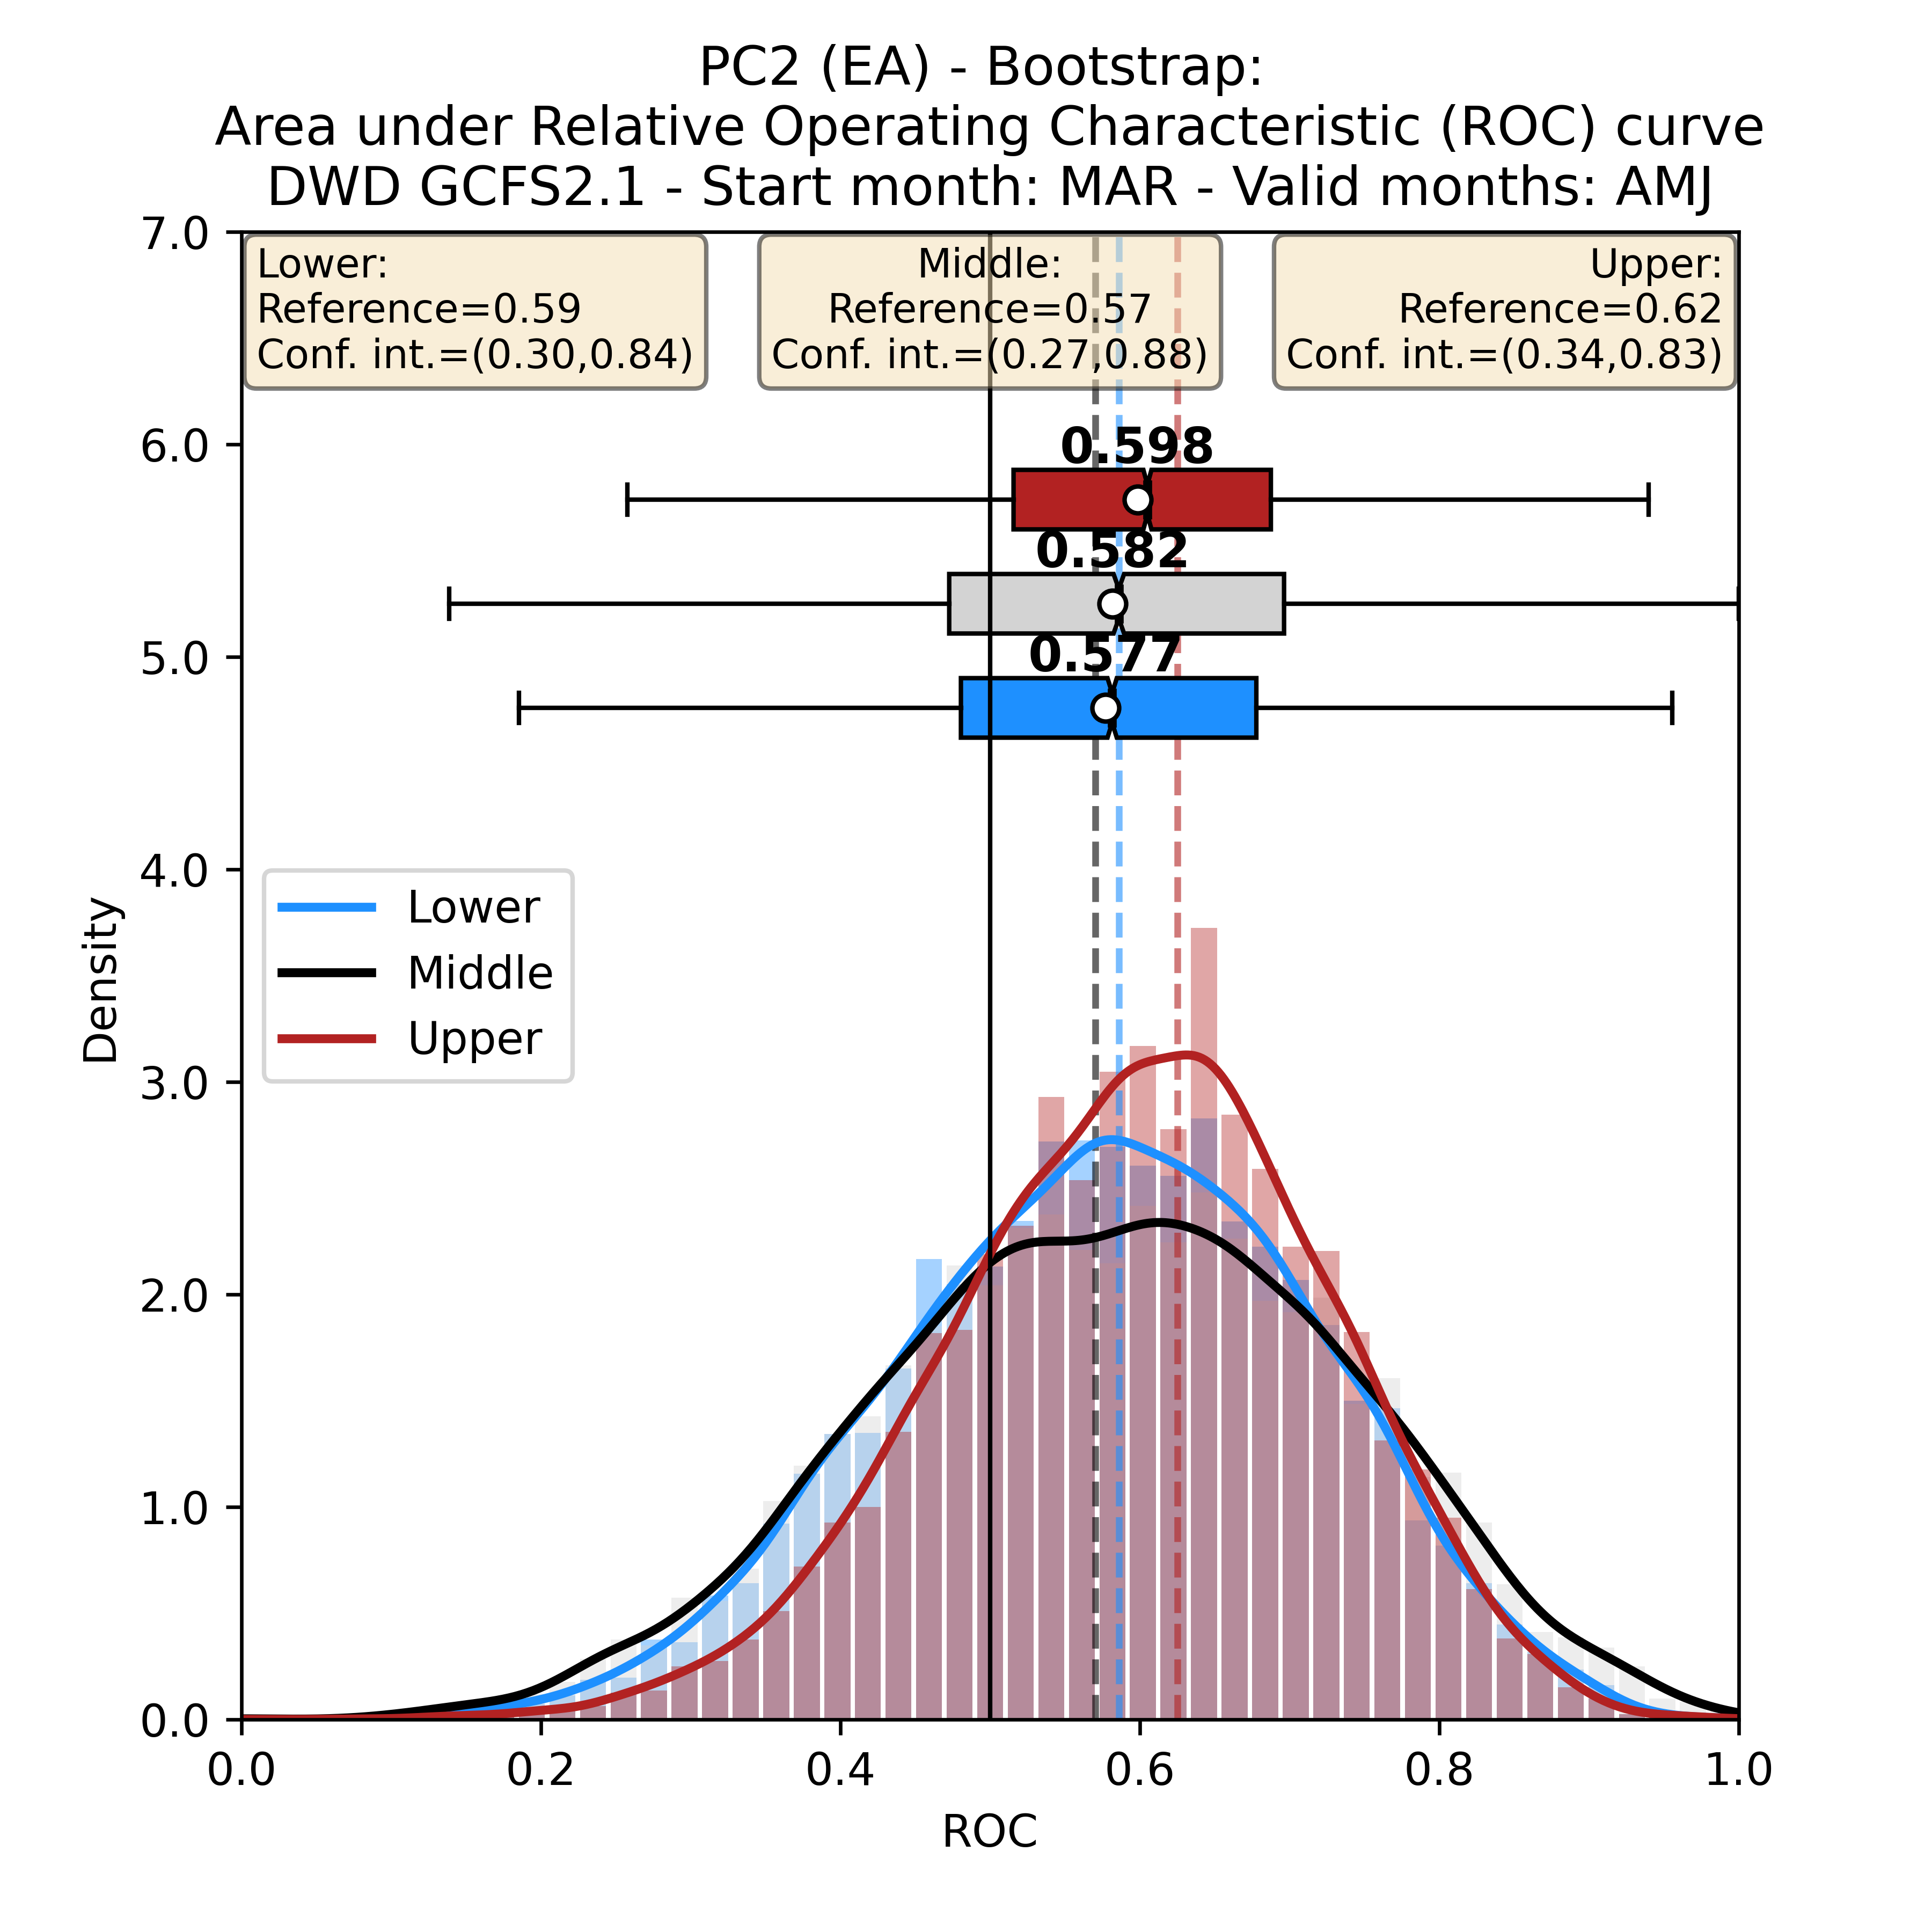 PC2 (EA) - Bootstrap:
Area under Relative Operating Characteristic (ROC) curve
DWD GCFS2.1 - Start month: MAR - Valid months: AMJ
Lower:
Reference=0.59
Conf. int.=(0.30,0.84)
Middle:
Reference=0.57
Conf. int.=(0.27,0.88)
Upper:
Reference=0.62
Conf. int.=(0.34,0.83)
0.598
0.582
0.577
7.0
6.0
5.0
4.0
3.0
2.0
1.0
0.0
Density
Lower
Middle
Upper
0.0
0.2
0.4
0.6
0.8
1.0
ROC